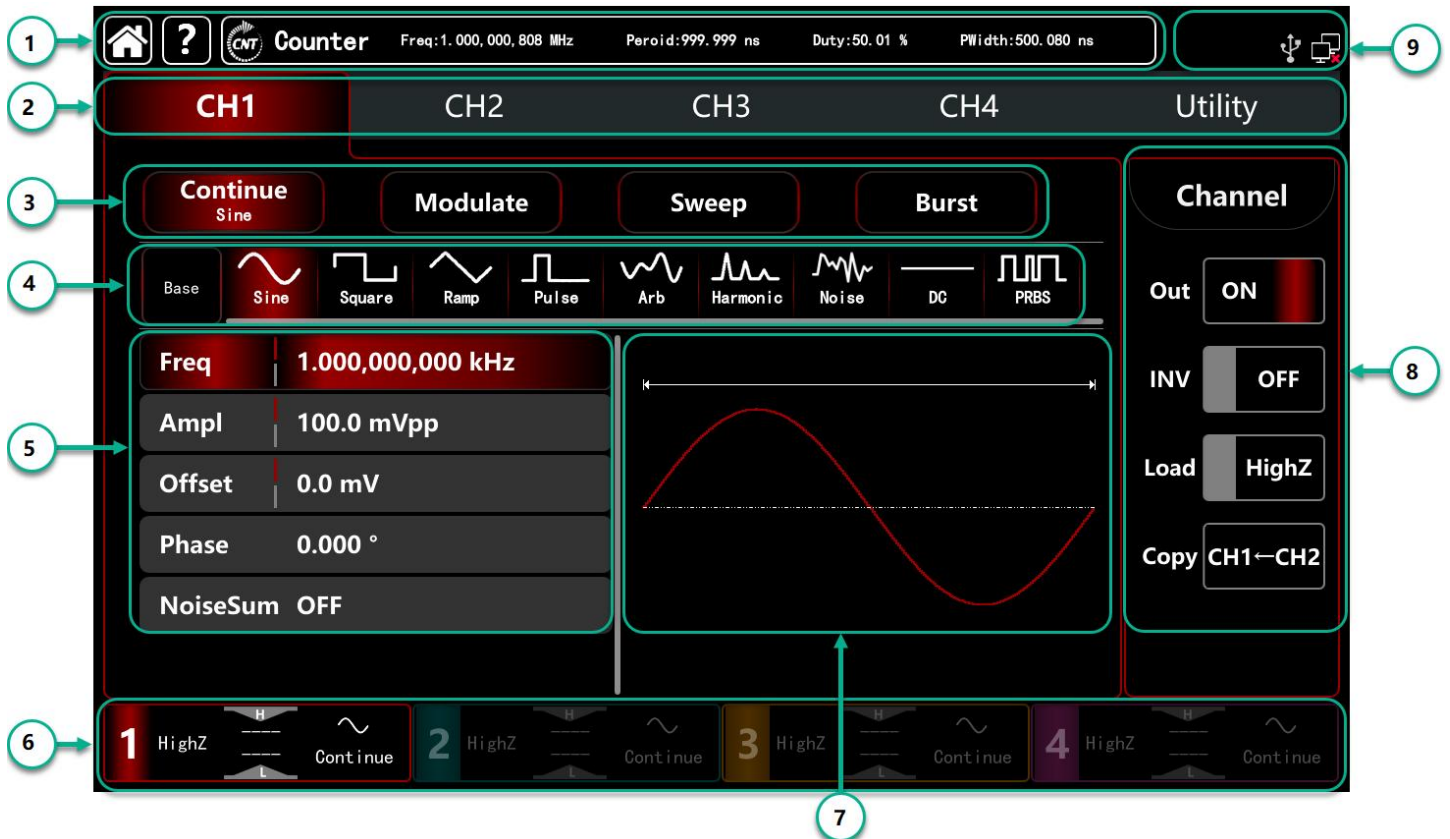 1
? CNT Counter Freq:1.000,000,808 MHz Peroid:999.999 ns Duty:50.01 % PWidth:500.080 ns
9
2
CH1 CH2 CH3 CH4 Utility
3
Continue Modulate Sweep Burst
Sine
Channel
4
Base Sine Square Ramp Pulse Arb Harmonic Noise DC PRBS
Out ON
5
Freq 1.000,000,000 kHz
Ampl 100.0 mVpp
Offset 0.0 mV
Phase 0.000 °
NoiseSum OFF
INV OFF
8
Load HighZ
Copy CH1←CH2
6
1 HighZ H ---- ---- L Continue
2 HighZ H ---- ---- L Continue
3 HighZ H ---- ---- L Continue
4 HighZ H ---- ---- L Continue
7